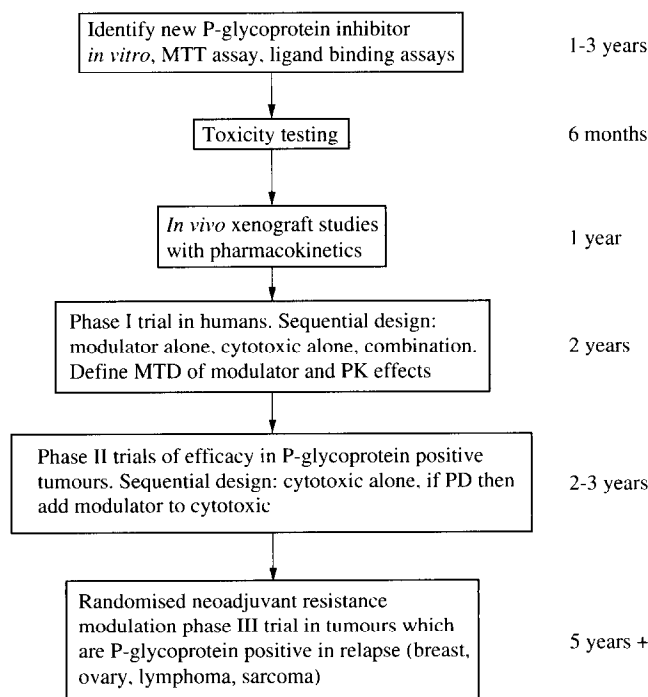 Identify new P-glycoprotein inhibitor
in vitro, MTT assay, ligand binding assays
1-3 years
Toxicity testing
6 months
In vivo xenograft studies
with pharmacokinetics
1 year
Phase I trial in humans. Sequential design:
modulator alone, cytotoxic alone, combination.
Define MTD of modulator and PK effects
2 years
Phase II trials of efficacy in P-glycoprotein positive
tumours. Sequential design: cytotoxic alone, if PD then
add modulator to cytotoxic
2-3 years
Randomised neoadjuvant resistance
modulation phase III trial in tumours which
are P-glycoprotein positive in relapse (breast,
ovary, lymphoma, sarcoma)
5 years +